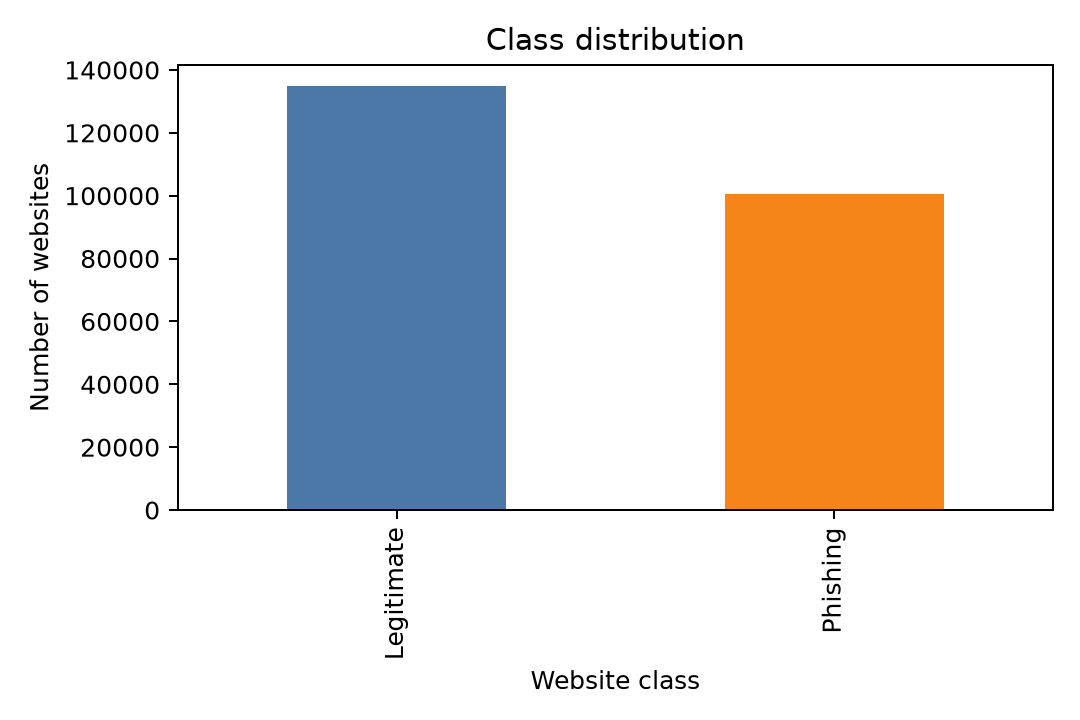 Class distribution
Number of websites
140000
120000
100000
80000
60000
40000
20000
0
Legitimate
Phishing
Website class